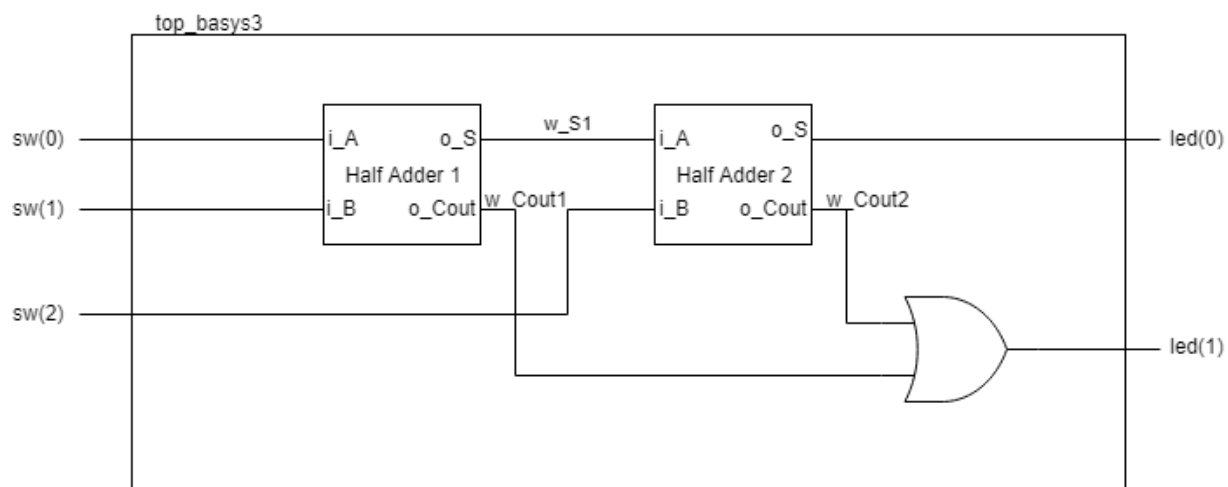 top_basys3
sw(0)
i_A
o_S
w_S1
i_A
o_S
led(0)
Half Adder 1
Half Adder 2
sw(1)
i_B
o_Cout
w_Cout1
i_B
o_Cout
w_Cout2
sw(2)
led(1)